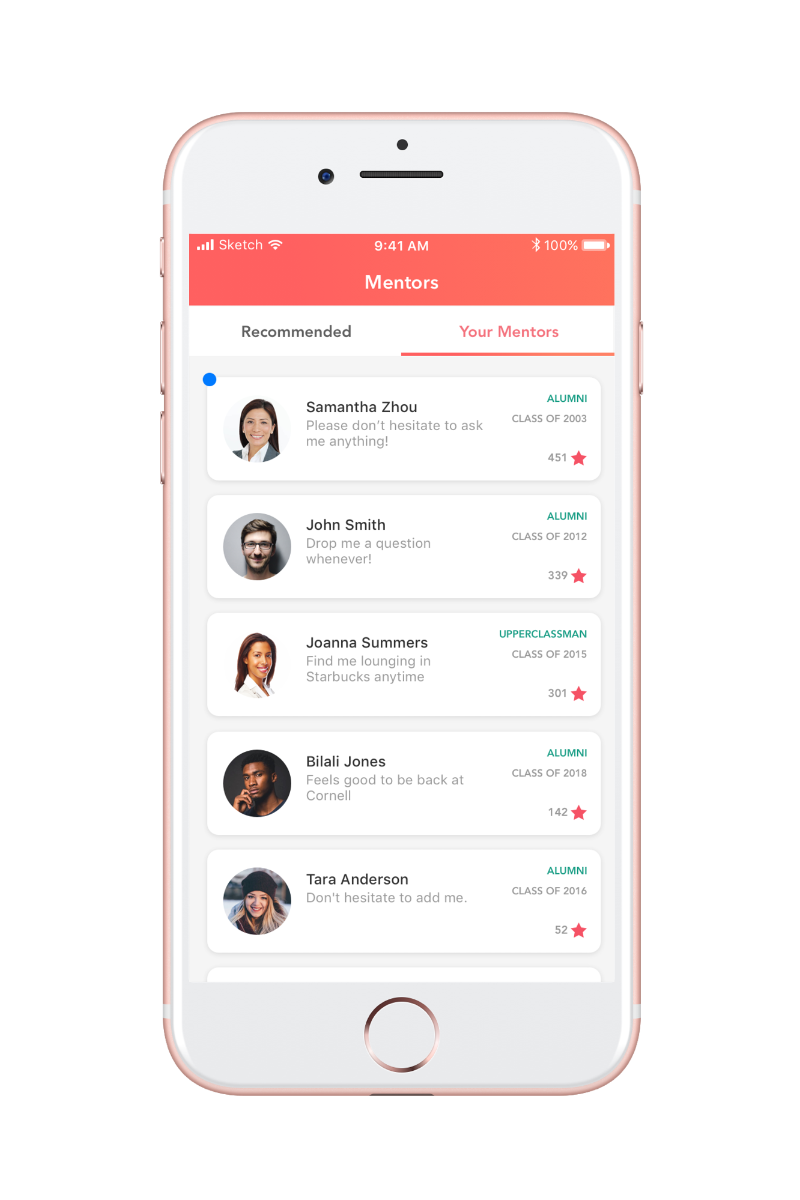 Sketch 9:41 AM 100%
Mentors
Recommended Your Mentors
Samantha Zhou
Please don’t hesitate to ask
me anything!
ALUMNI
CLASS OF 2003
451
John Smith
Drop me a question
whenever!
ALUMNI
CLASS OF 2012
339
Joanna Summers
Find me lounging in
Starbucks anytime
UPPERCLASSMAN
CLASS OF 2015
301
Bilali Jones
Feels good to be back at
Cornell
ALUMNI
CLASS OF 2018
142
Tara Anderson
Don't hesitate to add me.
ALUMNI
CLASS OF 2016
52